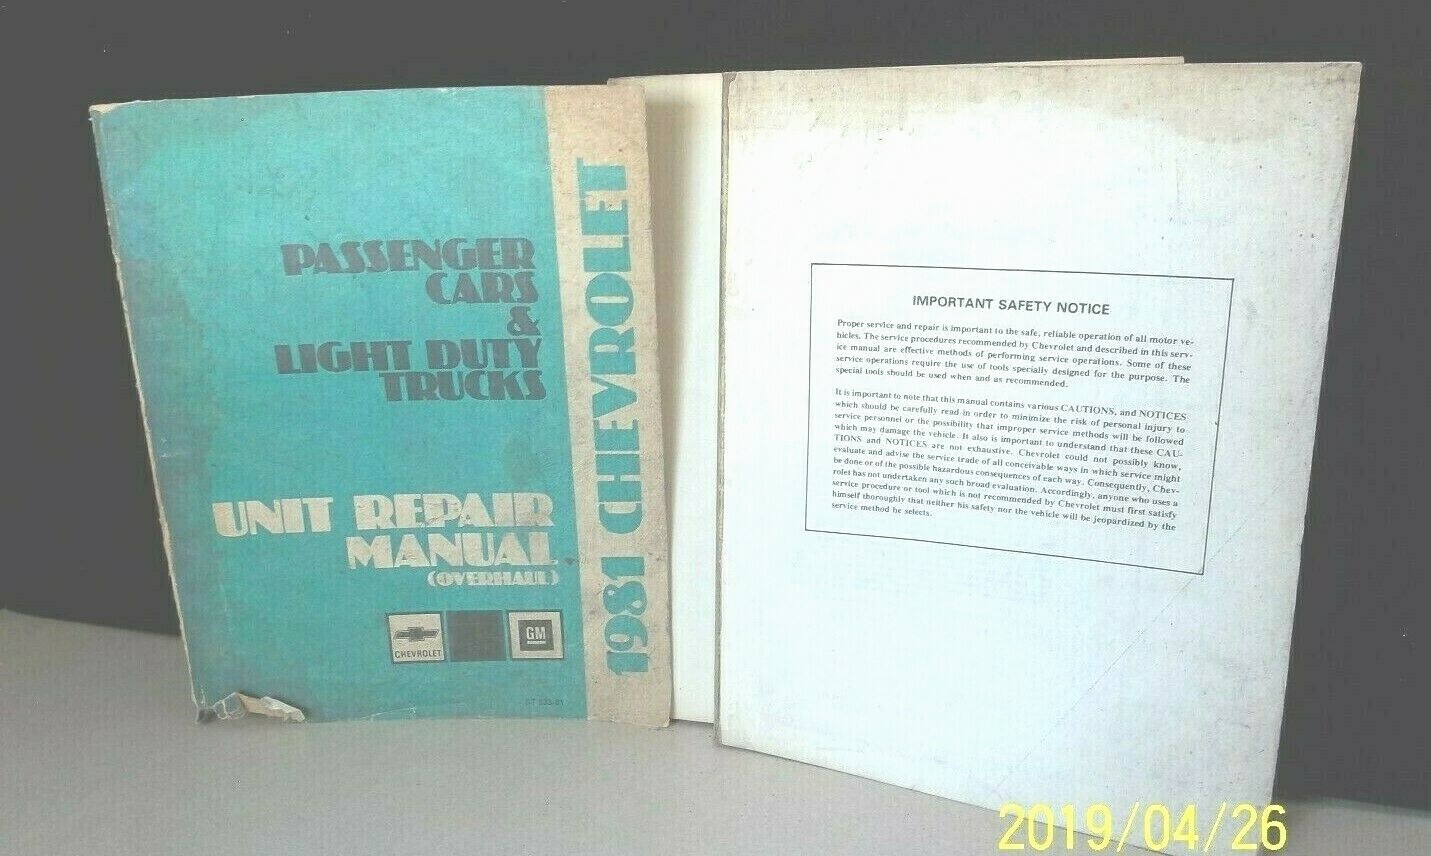 PASSENGER
CARS
&
LIGHT DUTY
TRUCKS
UNIT REPAIR
MANUAL
(OVERHAUL)
CHEVROLET
GM
1981 CHEVROLET
IMPORTANT SAFETY NOTICE
Proper service and repair is important to the safe, reliable operation of all motor ve-
hicles. The service procedures recommended by Chevrolet and described in this serv-
ice manual are effective methods of performing service operations. Some of these
service operations require the use of tools specially designed for the purpose. The
special tools should be used when and as recommended.
It is important to note that this manual contains various CAUTIONS, and NOTICES
which should be carefully read in order to minimize the risk of personal injury to
service personnel or the possibility that improper service methods will be followed
which may damage the vehicle. It also is important to understand that these CAU-
TIONS and NOTICES are not exhaustive. Chevrolet could not possibly know,
evaluate and advise the service trade of all conceivable ways in which service might
be done or of the possible hazardous consequences of each way. Consequently, Chev-
rolet has not undertaken any such broad evaluation. Accordingly, anyone who uses a
service procedure or tool which is not recommended by Chevrolet must first satisfy
himself thoroughly that neither his safety nor the vehicle will be jeopardized by the
service method he selects.
2019/04/26